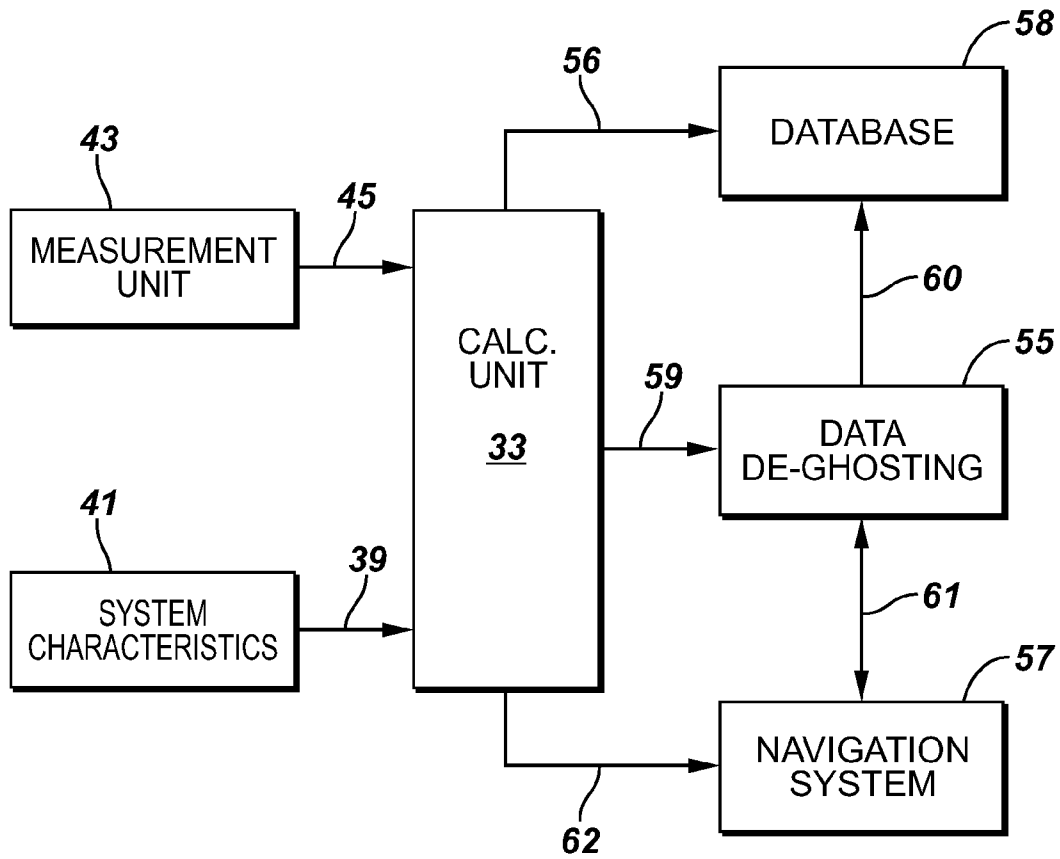 58
56
DATABASE
43
45
MEASUREMENT
UNIT
60
CALC.
UNIT
33
55
59
DATA
DE-GHOSTING
41
39
SYSTEM
CHARACTERISTICS
61
57
NAVIGATION
SYSTEM
62